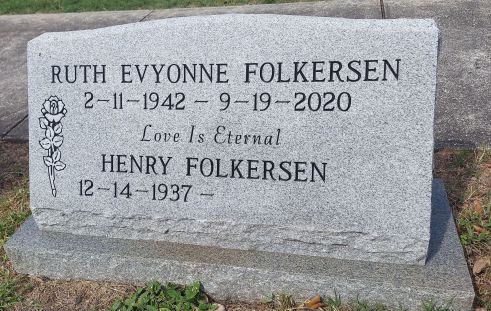 RUTH EVYONNE FOLKERSEN
2-11-1942 - 9-19-2020
Love Is Eternal
HENRY FOLKERSEN
12-14-1937 -